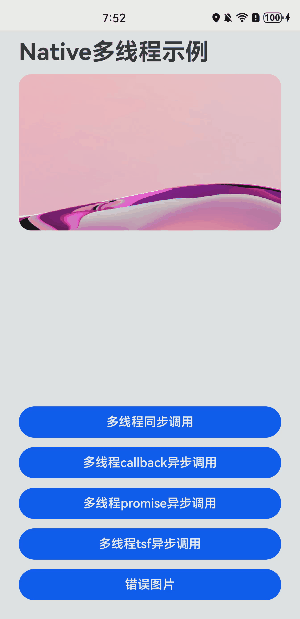 7:52
100
Native多线程示例
多线程同步调用
多线程callback异步调用
多线程promise异步调用
多线程tsf异步调用
错误图片